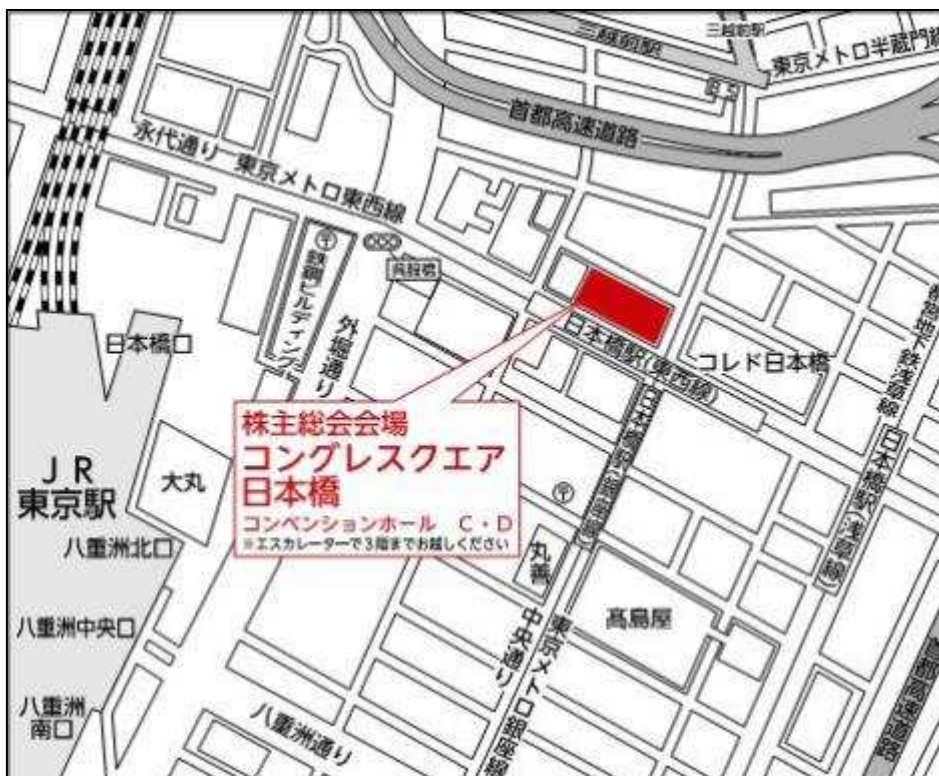 三越前駅
三越前駅
東京メトロ半蔵門線
首都高速道路
永代通り
東京メトロ東西線
呉服橋
鉄鋼ビルディング
外堀通り
日本橋口
日本橋駅(東西線)
コレド日本橋
都営地下鉄浅草線
日本橋駅(浅草線)
日本橋駅(銀座線)
株主総会会場
コングレスクエア
日本橋
コンベンションホール C・D
※エスカレーターで3階までお越しください
JR
東京駅
大丸
八重洲北口
丸善
髙島屋
八重洲中央口
中央通り
東京メトロ銀座線
八重洲
南口
八重洲通り
首都高速道路